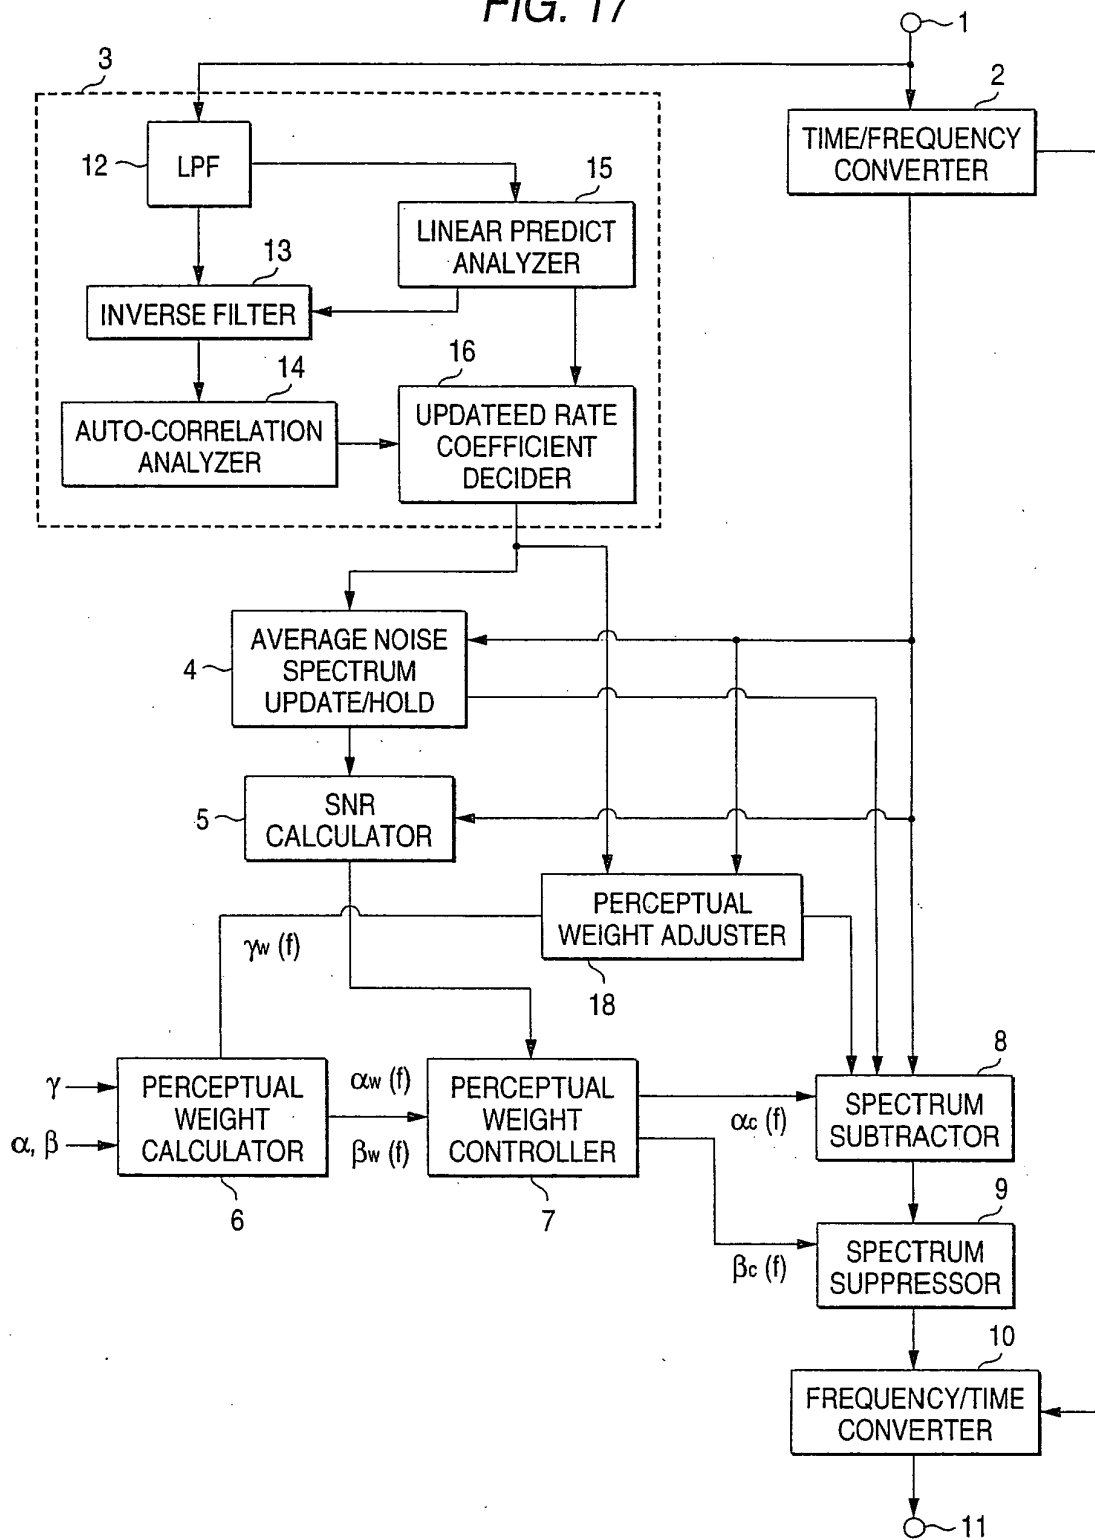 FIG. 17
1
3
2
TIME/FREQUENCY
CONVERTER
12
LPF
15
LINEAR PREDICT
ANALYZER
13
INVERSE FILTER
14
AUTO-CORRELATION
ANALYZER
16
UPDATEED RATE
COEFFICIENT
DECIDER
4
AVERAGE NOISE
SPECTRUM
UPDATE/HOLD
5
SNR
CALCULATOR
PERCEPTUAL
WEIGHT ADJUSTER
18
γw (f)
γ
α, β
PERCEPTUAL
WEIGHT
CALCULATOR
6
αw (f)
βw (f)
PERCEPTUAL
WEIGHT
CONTROLLER
7
αc (f)
βc (f)
8
SPECTRUM
SUBTRACTOR
9
SPECTRUM
SUPPRESSOR
10
FREQUENCY/TIME
CONVERTER
11